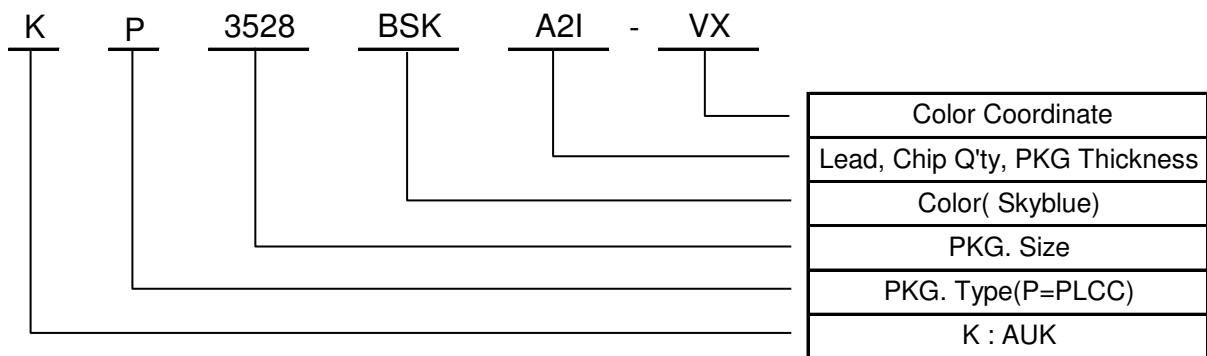 K P 3528 BSK A2I - VX
Color Coordinate
Lead, Chip Q'ty, PKG Thickness
Color( Skyblue)
PKG. Size
PKG. Type(P=PLCC)
K : AUK